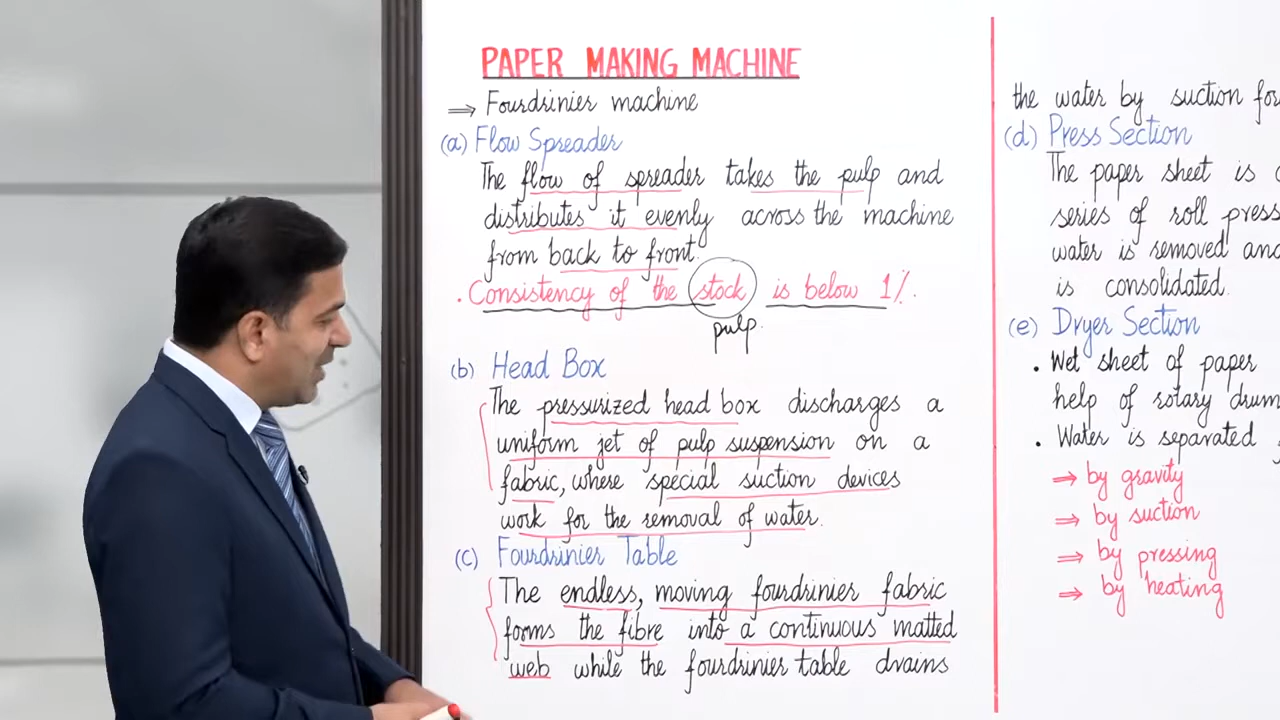 PAPER MAKING MACHINE
⇒ Fourdrinier machine
(a) Flow Spreader
The flow of spreader takes the pulp and
distributes it evenly across the machine
from back to front.
. Consistency of the stock is below 1%.
pulp.
(b) Head Box
The pressurized head box discharges a
uniform jet of pulp suspension on a
fabric, where special suction devices
work for the removal of water.
(c) Fourdrinier Table
The endless, moving fourdrinier fabric
forms the fibre into a continuous matted
web while the fourdrinier table drains
the water by suction
(d) Press Section
The paper sheet is
series of roll press
water is removed and
is consolidated.
(e) Dryer Section
• Wet sheet of paper
help of rotary drum
• Water is separated
⇒ by gravity
⇒ by suction
⇒ by pressing
⇒ by heating